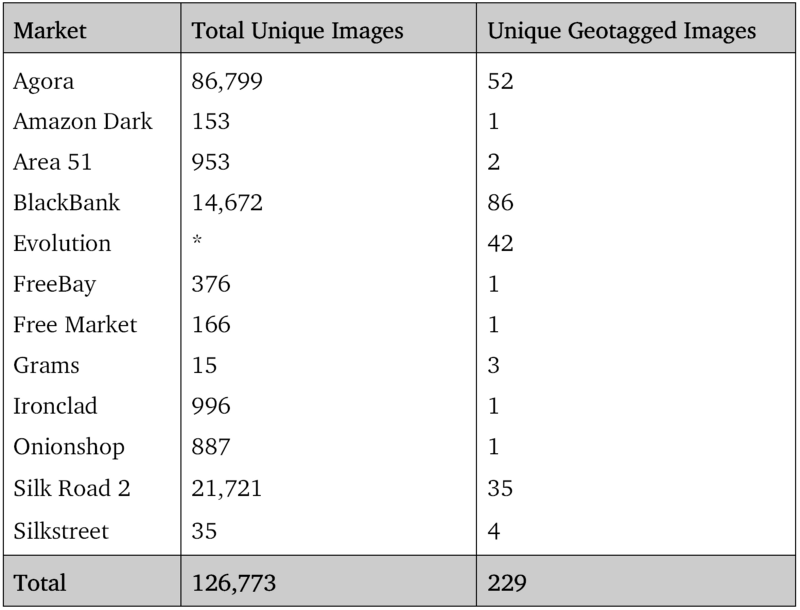 Market Total Unique Images Unique Geotagged Images
Agora 86,799 52
Amazon Dark 153 1
Area 51 953 2
BlackBank 14,672 86
Evolution * 42
FreeBay 376 1
Free Market 166 1
Grams 15 3
Ironclad 996 1
Onionshop 887 1
Silk Road 2 21,721 35
Silkstreet 35 4
Total 126,773 229